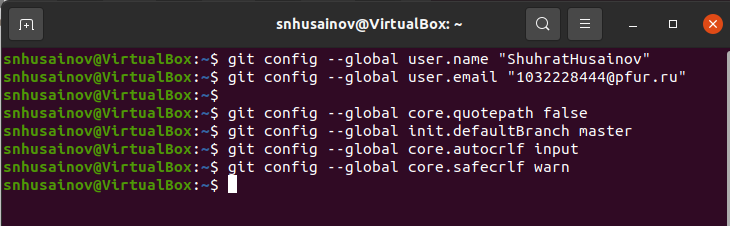 snhusainov@VirtualBox: ~
snhusainov@VirtualBox:~$ git config --global user.name "ShuhratHusainov"
snhusainov@VirtualBox:~$ git config --global user.email "1032228444@pfur.ru"
snhusainov@VirtualBox:~$
snhusainov@VirtualBox:~$ git config --global core.quotepath false
snhusainov@VirtualBox:~$ git config --global init.defaultBranch master
snhusainov@VirtualBox:~$ git config --global core.autocrlf input
snhusainov@VirtualBox:~$ git config --global core.safecrlf warn
snhusainov@VirtualBox:~$